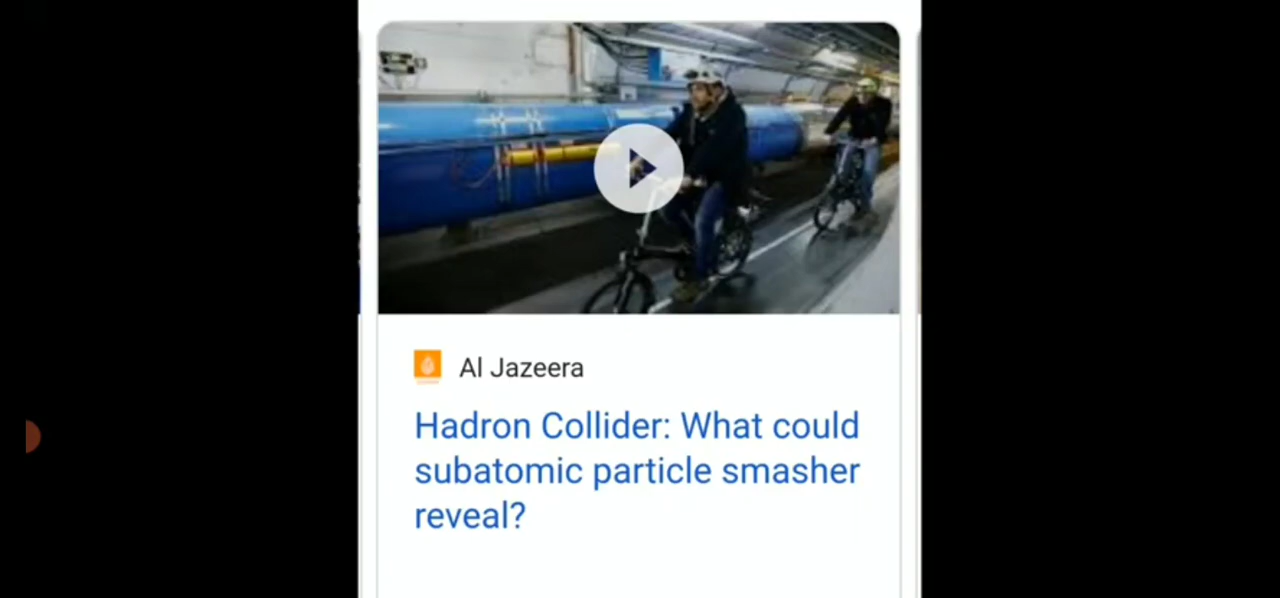 Al Jazeera
Hadron Collider: What could
subatomic particle smasher
reveal?